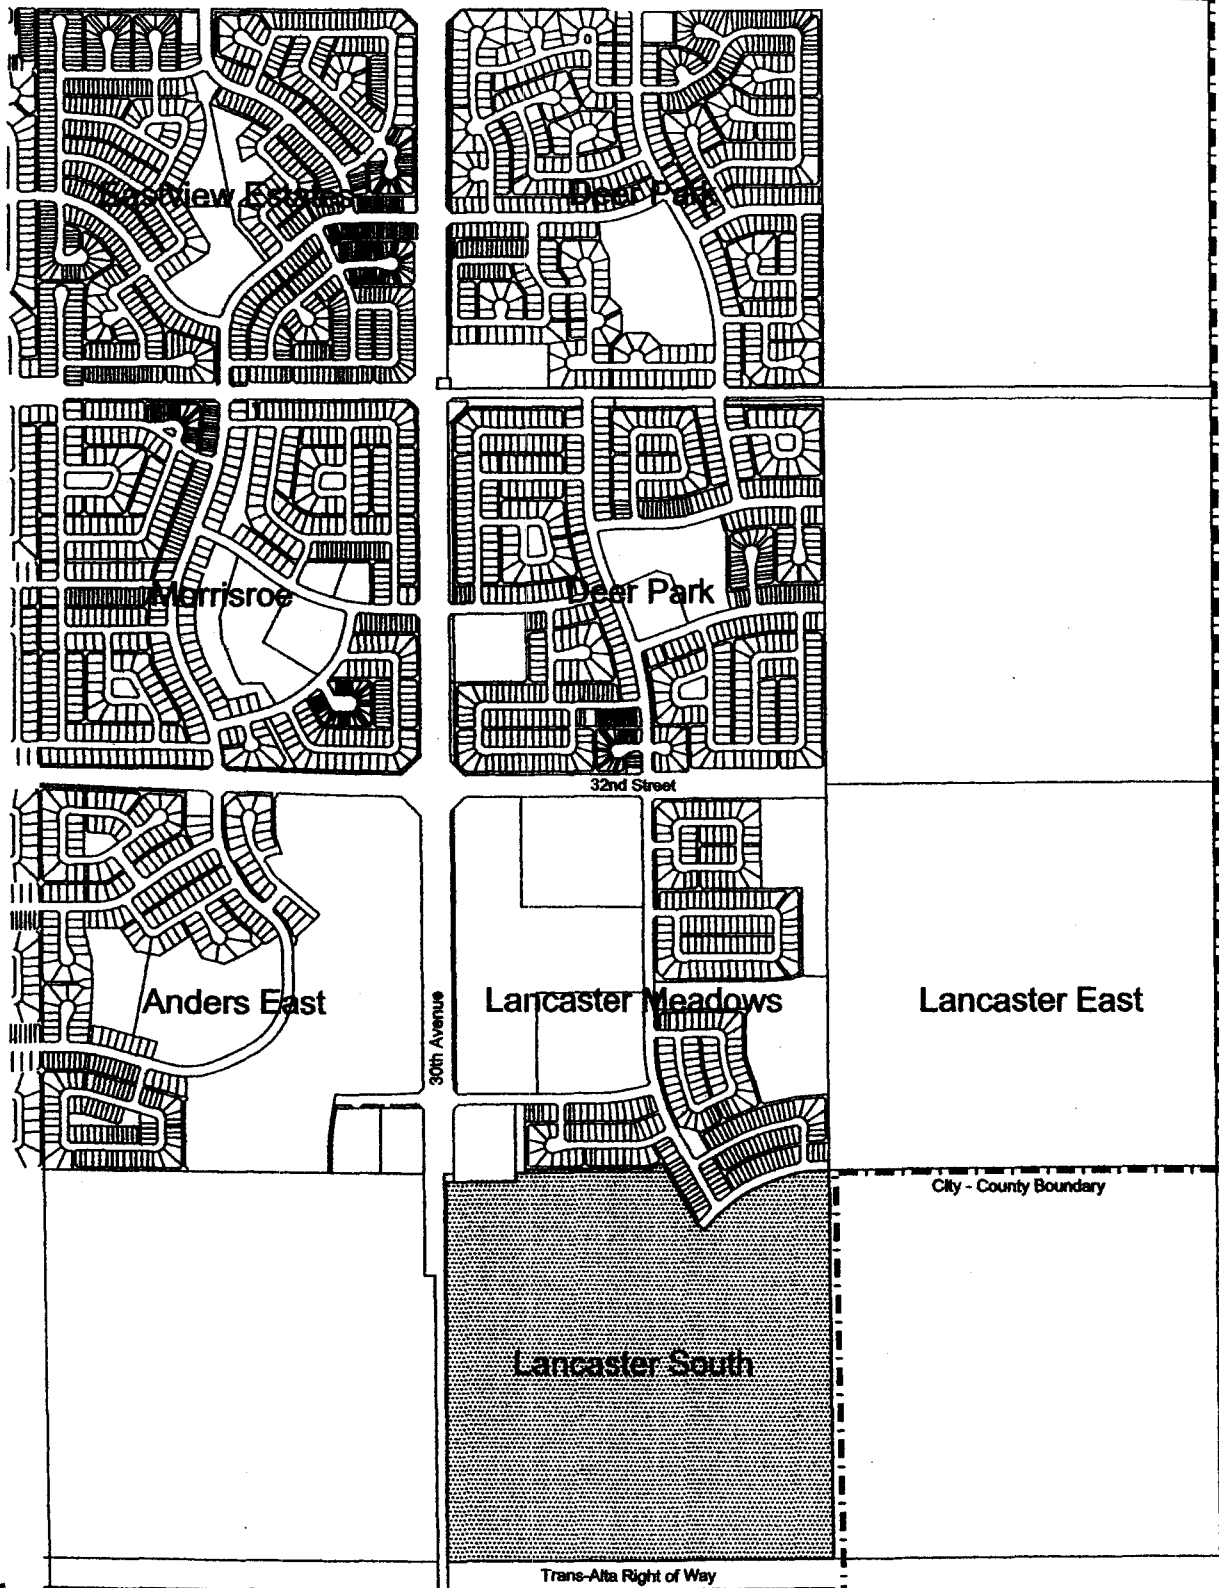 Eastview Estates
Deer Park
Morrisroe
Deer Park
32nd Street
Anders East
30th Avenue
Lancaster Meadows
Lancaster East
City - County Boundary
Lancaster South
Trans-Alta Right of Way